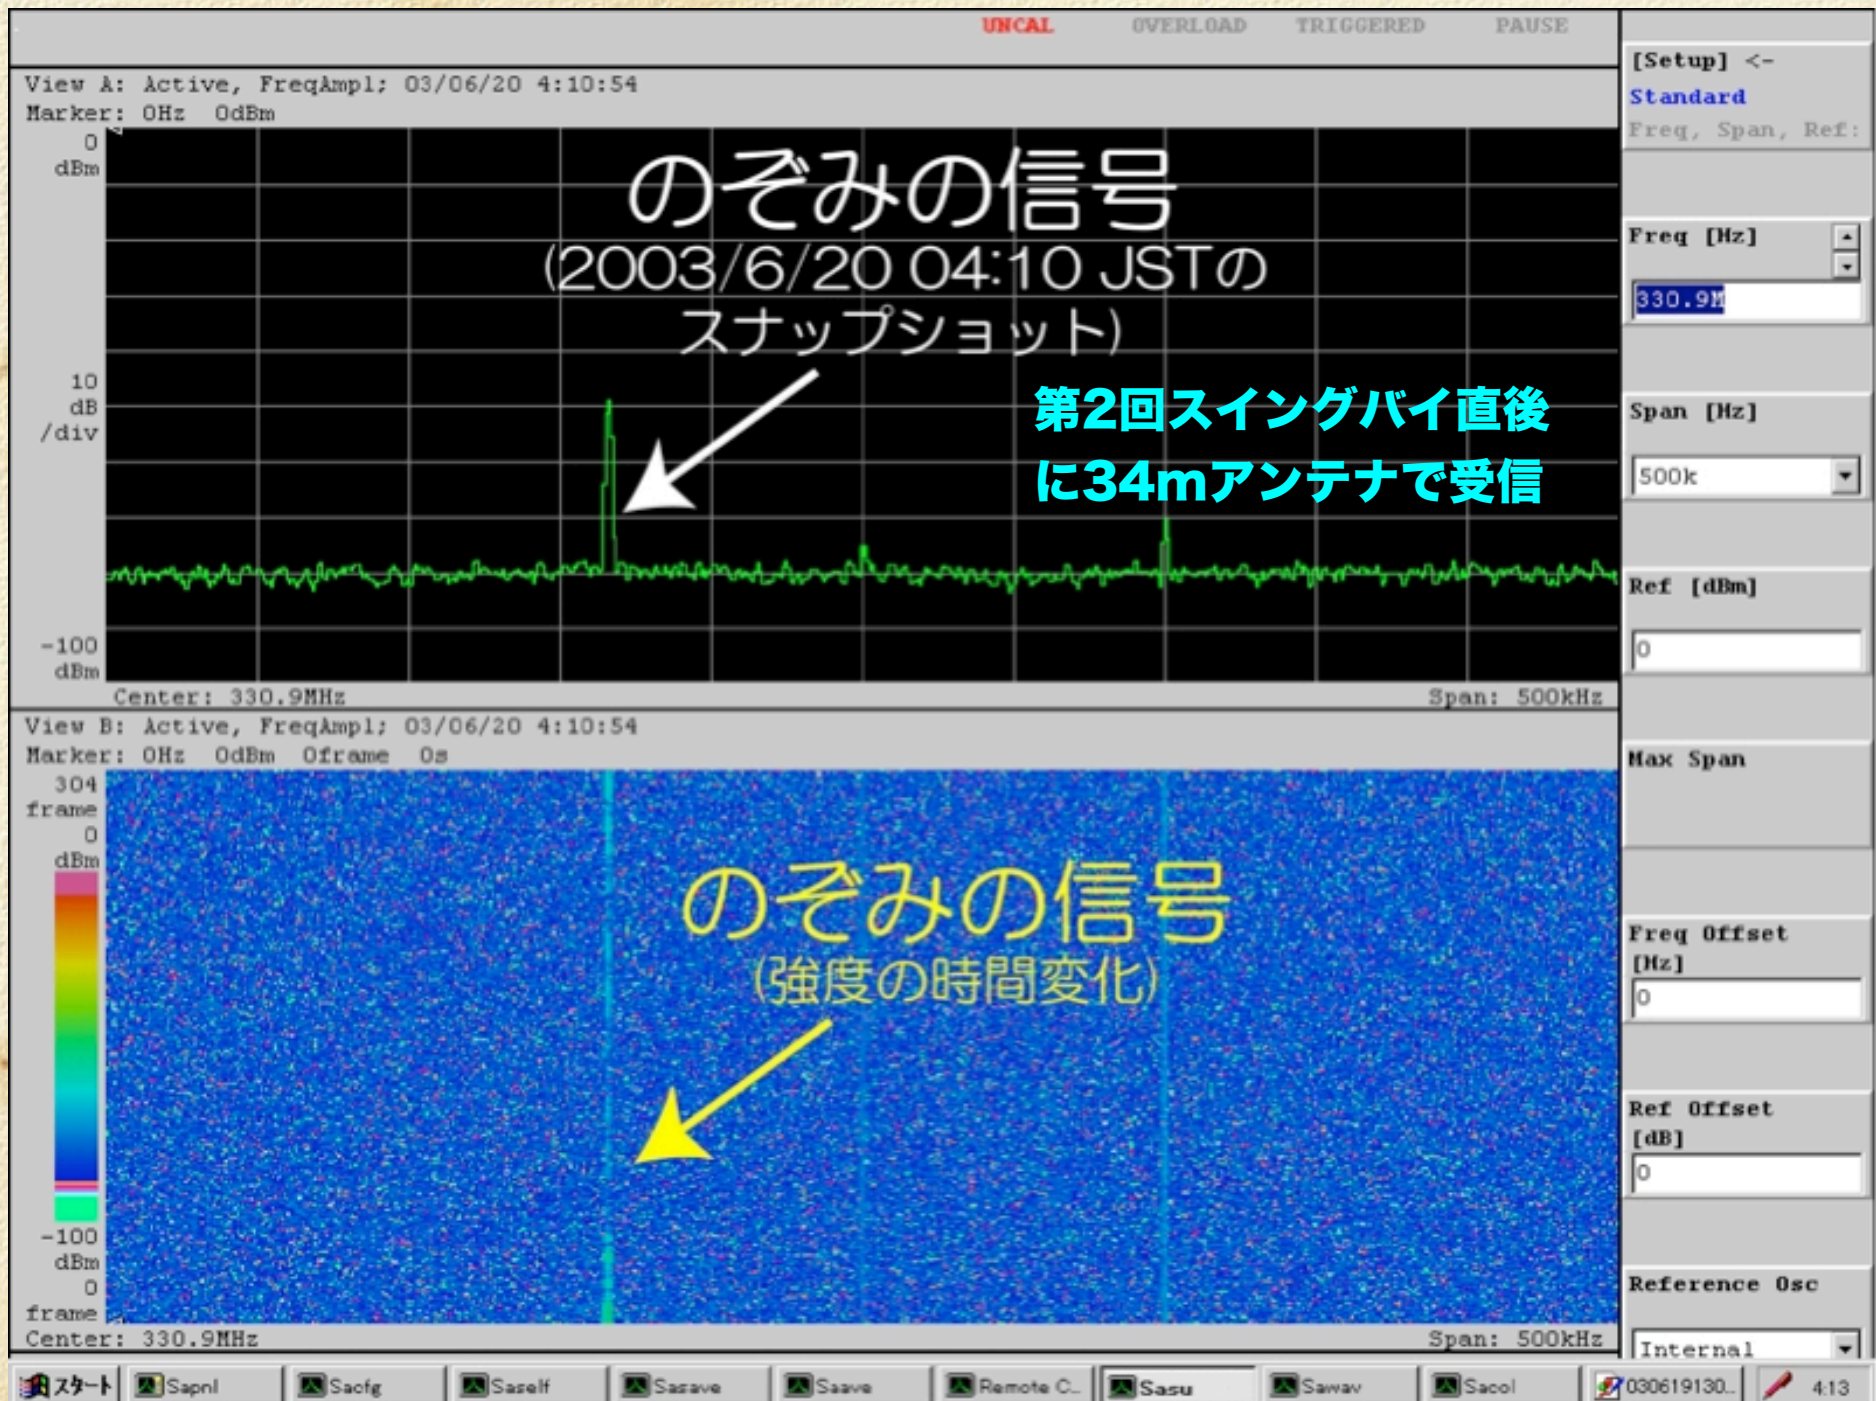 UNCAL OVERLOAD TRIGGERED PAUSE
View A: Active, FreqAmpl; 03/06/20 4:10:54
Marker: 0Hz 0dBm
0
dBm
10
dB
/div
-100
dBm
のぞみの信号
(2003/6/20 04:10 JSTの
スナップショット)
第2回スイングバイ直後
に34mアンテナで受信
Center: 330.9MHz Span: 500kHz
View B: Active, FreqAmpl; 03/06/20 4:10:54
Marker: 0Hz 0dBm 0frame 0s
304
frame
0
dBm
-100
dBm
0
frame
のぞみの信号
(強度の時間変化)
Center: 330.9MHz Span: 500kHz
[Setup] <-
Standard
Freq, Span, Ref:
Freq [Hz]
330.9M
Span [Hz]
500k
Ref [dBm]
0
Max Span
Freq Offset
[Hz]
0
Ref Offset
[dB]
0
Reference Osc
Internal
スタート Sapnl Sacfg Saself Sasave Saave Remote C... Sasu Sawav Sacol 030619130... 4:13